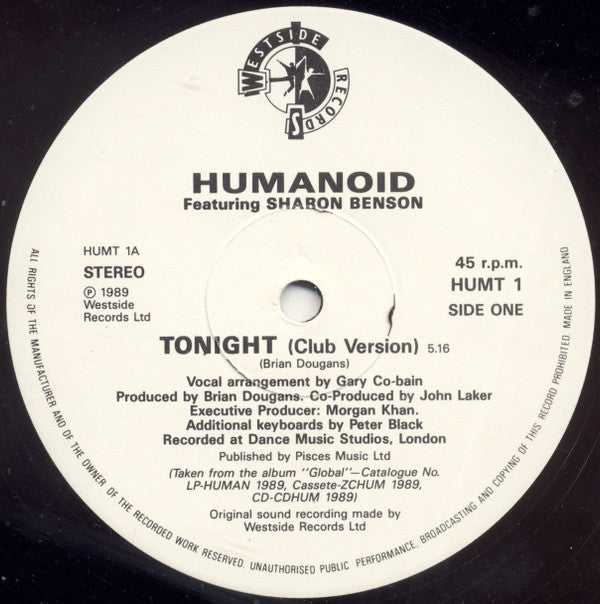 WESTSIDE RECORDS
HUMANOID
Featuring SHARON BENSON
HUMT 1A
STEREO
℗ 1989
Westside
Records Ltd
45 r.p.m.
HUMT 1
SIDE ONE
TONIGHT (Club Version) 5.16
(Brian Dougans)
Vocal arrangement by Gary Co-bain
Produced by Brian Dougans. Co-Produced by John Laker
Executive Producer: Morgan Khan.
Additional keyboards by Peter Black
Recorded at Dance Music Studios, London
Published by Pisces Music Ltd
(Taken from the album ''Global''—Catalogue No.
LP-HUMAN 1989, Cassete-ZCHUM 1989,
CD-CDHUM 1989)
Original sound recording made by
Westside Records Ltd
ALL RIGHTS OF THE MANUFACTURER AND OF THE OWNER OF THE RECORDED WORK RESERVED. UNAUTHORISED PUBLIC PERFORMANCE, BROADCASTING AND COPYING OF THIS RECORD PROHIBITED. MADE IN ENGLAND